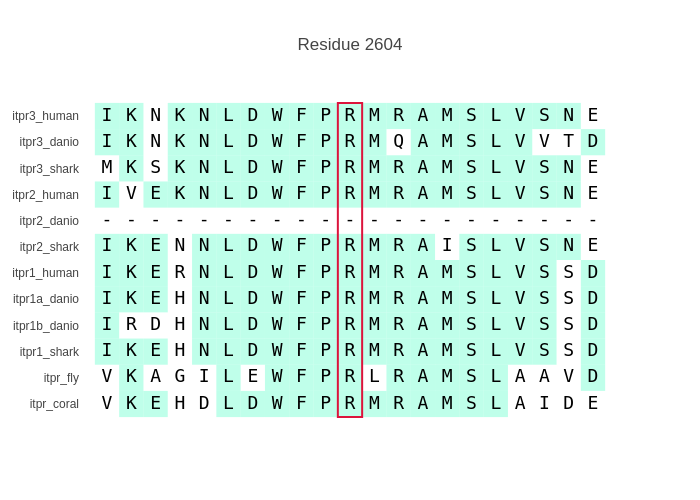 Residue 2604
itpr3_human I K N K N L D W F P R M R A M S L V S N E
itpr3_danio I K N K N L D W F P R M Q A M S L V V T D
itpr3_shark M K S K N L D W F P R M R A M S L V S N E
itpr2_human I V E K N L D W F P R M R A M S L V S N E
itpr2_danio - - - - - - - - - - - - - - - - - - - - -
itpr2_shark I K E N N L D W F P R M R A I S L V S N E
itpr1_human I K E R N L D W F P R M R A M S L V S S D
itpr1a_danio I K E H N L D W F P R M R A M S L V S S D
itpr1b_danio I R D H N L D W F P R M R A M S L V S S D
itpr1_shark I K E H N L D W F P R M R A M S L V S S D
itpr_fly V K A G I L E W F P R L R A M S L A A V D
itpr_coral V K E H D L D W F P R M R A M S L A I D E